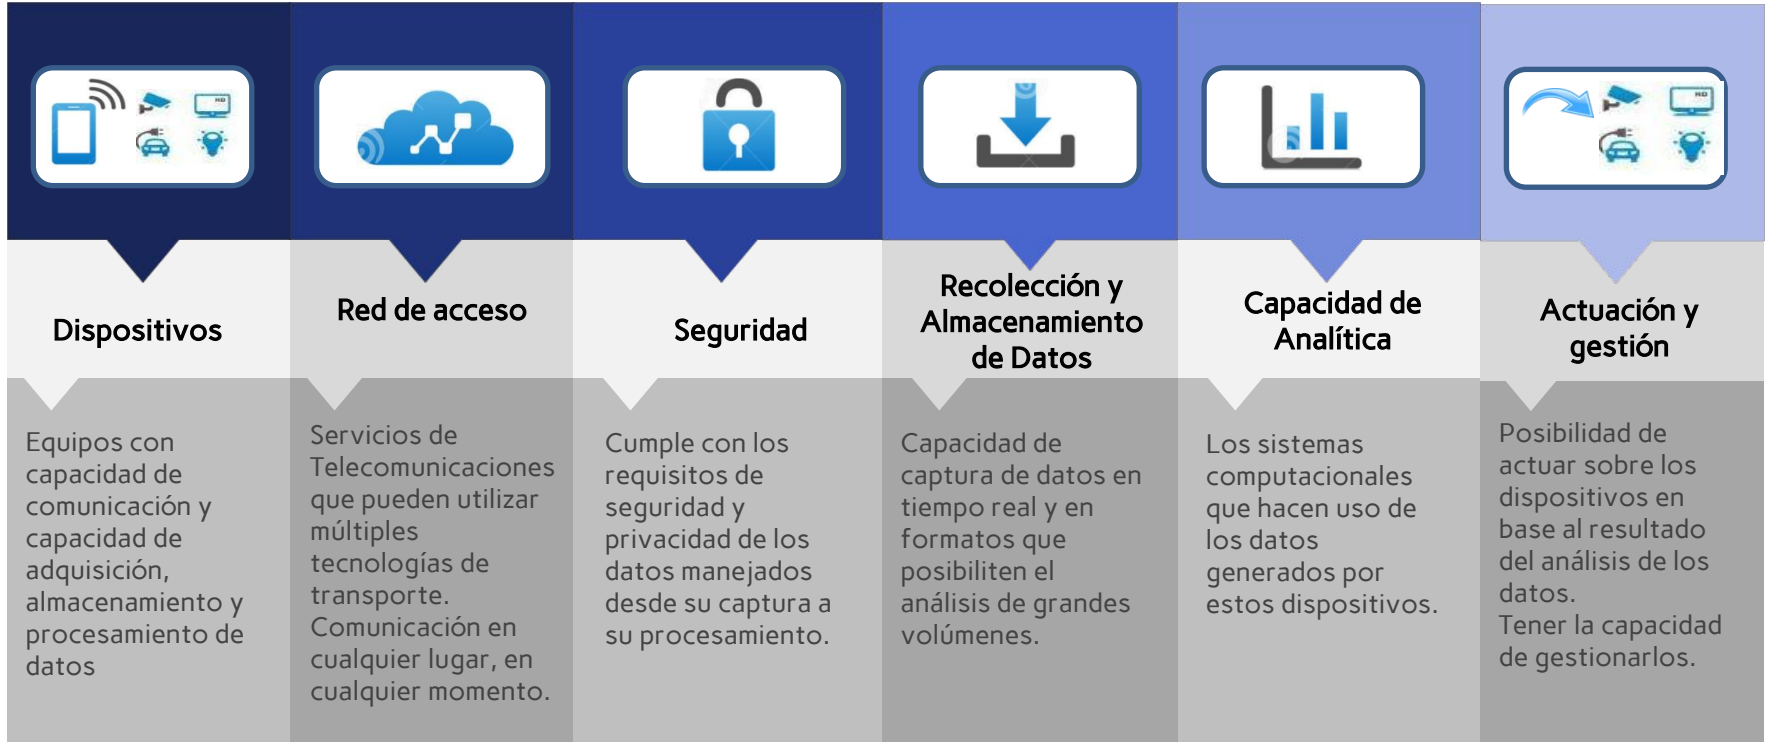 Dispositivos
Equipos con
capacidad de
comunicación y
capacidad de
adquisición,
almacenamiento y
procesamiento de
datos
Red de acceso
Servicios de
Telecomunicaciones
que pueden utilizar
múltiples
tecnologías de
transporte.
Comunicación en
cualquier lugar, en
cualquier momento.
Seguridad
Cumple con los
requisitos de
seguridad y
privacidad de los
datos manejados
desde su captura a
su procesamiento.
Recolección y
Almacenamiento
de Datos
Capacidad de
captura de datos en
tiempo real y en
formatos que
posibiliten el
análisis de grandes
volúmenes.
Capacidad de
Analítica
Los sistemas
computacionales
que hacen uso de
los datos
generados por
estos dispositivos.
HD
Actuación y
gestión
Posibilidad de
actuar sobre los
dispositivos en
base al resultado
del análisis de los
datos.
Tener la capacidad
de gestionarlos.